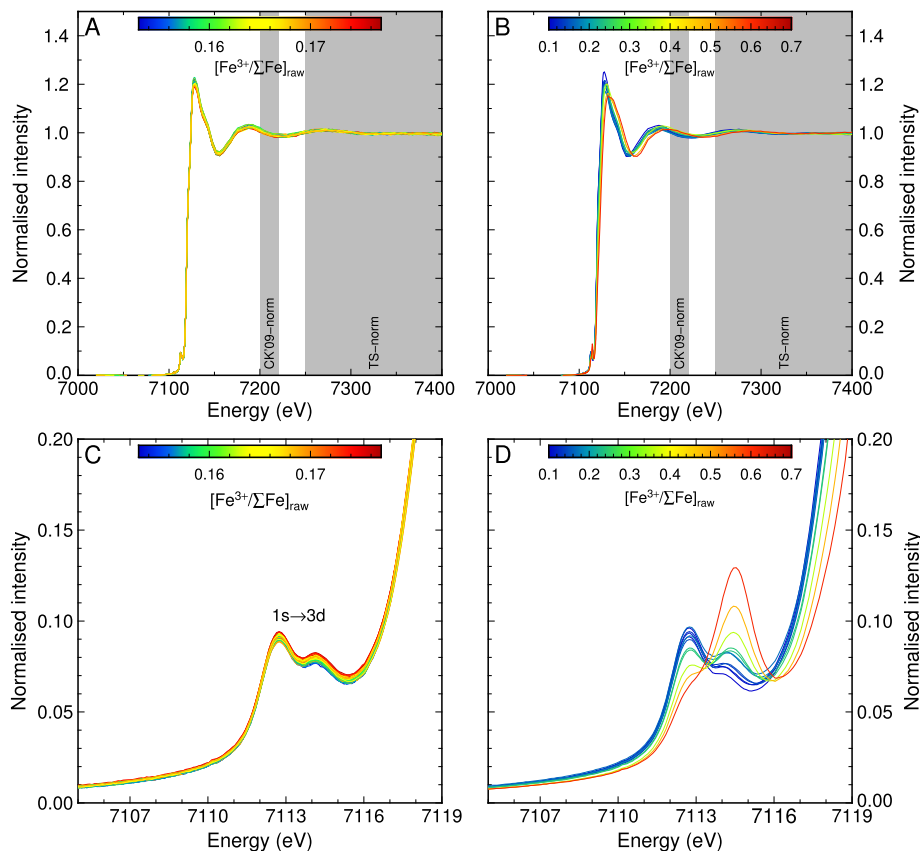 A
0.16 0.17
[Fe³⁺/∑Fe]raw
Normalised intensity
1.4
1.2
1.0
0.8
0.6
0.4
0.2
0.0
CK'09−norm
TS−norm
7000 7100 7200 7300 7400
Energy (eV)
B
0.1 0.2 0.3 0.4 0.5 0.6 0.7
[Fe³⁺/∑Fe]raw
1.4
1.2
1.0
0.8
0.6
0.4
0.2
0.0
Normalised intensity
CK'09−norm
TS−norm
7000 7100 7200 7300 7400
Energy (eV)
C
0.16 0.17
[Fe³⁺/∑Fe]raw
1s→3d
Normalised intensity
0.20
0.15
0.10
0.05
0.00
7107 7110 7113 7116 7119
Energy (eV)
D
0.1 0.2 0.3 0.4 0.5 0.6 0.7
[Fe³⁺/∑Fe]raw
0.20
0.15
0.10
0.05
0.00
Normalised intensity
7107 7110 7113 7116 7119
Energy (eV)